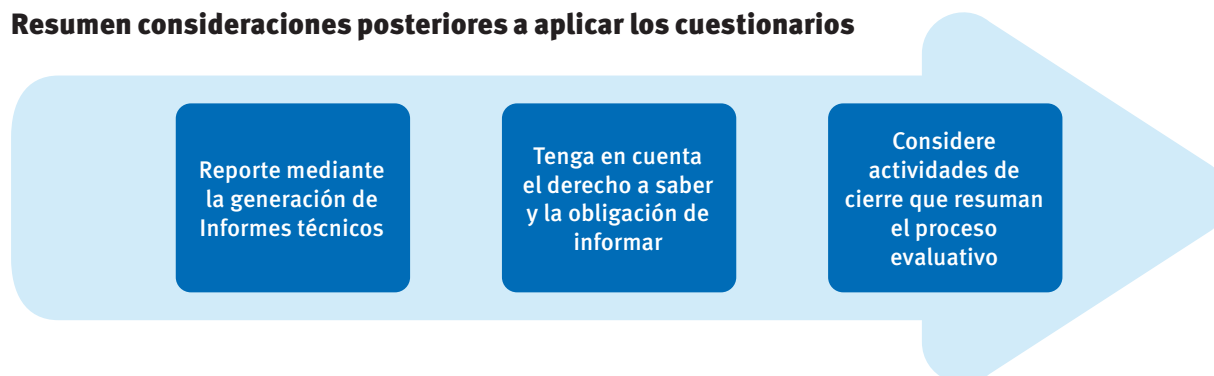 Resumen consideraciones posteriores a aplicar los cuestionarios
Reporte mediante
la generación de
Informes técnicos
Tenga en cuenta
el derecho a saber
y la obligación de
informar
Considere
actividades de
cierre que resuman
el proceso
evaluativo